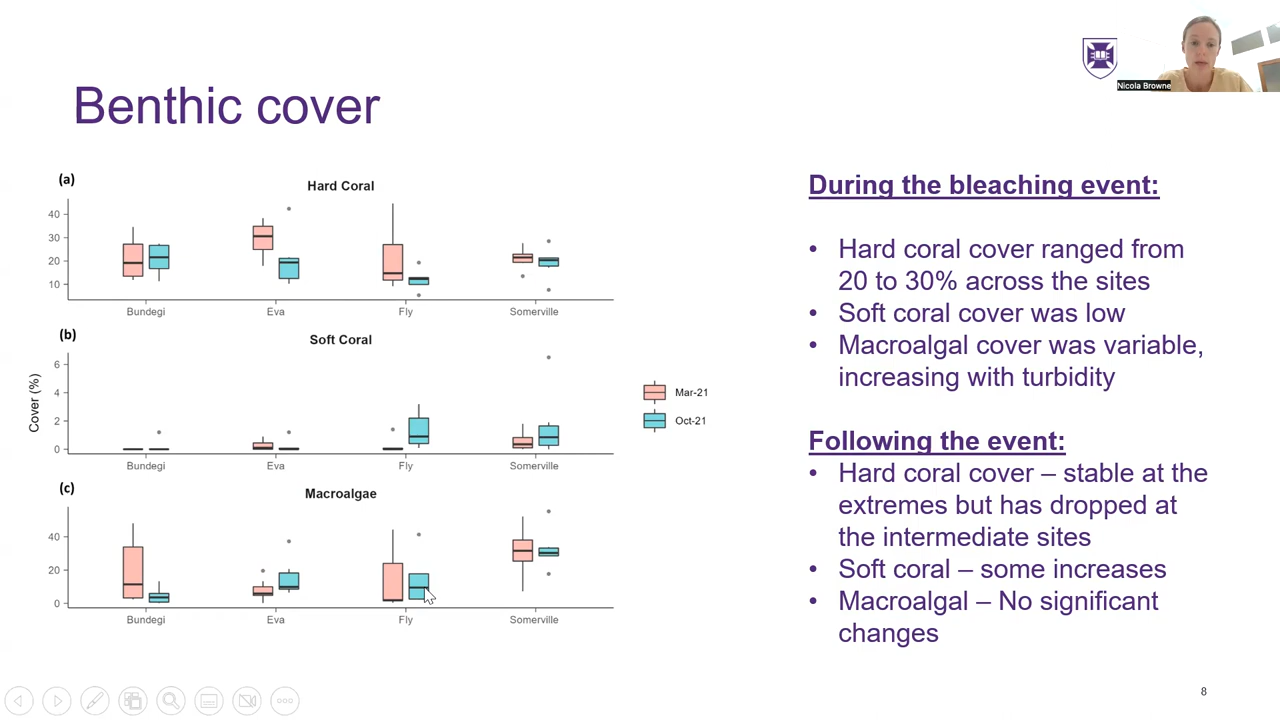 Nicola Browne
Benthic cover
(a)
Hard Coral
40
30
20
10
Bundegi Eva Fly Somerville
(b)
Soft Coral
6
4
2
0
Bundegi Eva Fly Somerville
Cover (%)
(c)
Macroalgae
40
20
0
Bundegi Eva Fly Somerville
Mar-21
Oct-21
During the bleaching event:
• Hard coral cover ranged from
20 to 30% across the sites
• Soft coral cover was low
• Macroalgal cover was variable,
increasing with turbidity
Following the event:
• Hard coral cover – stable at the
extremes but has dropped at
the intermediate sites
• Soft coral – some increases
• Macroalgal – No significant
changes
8